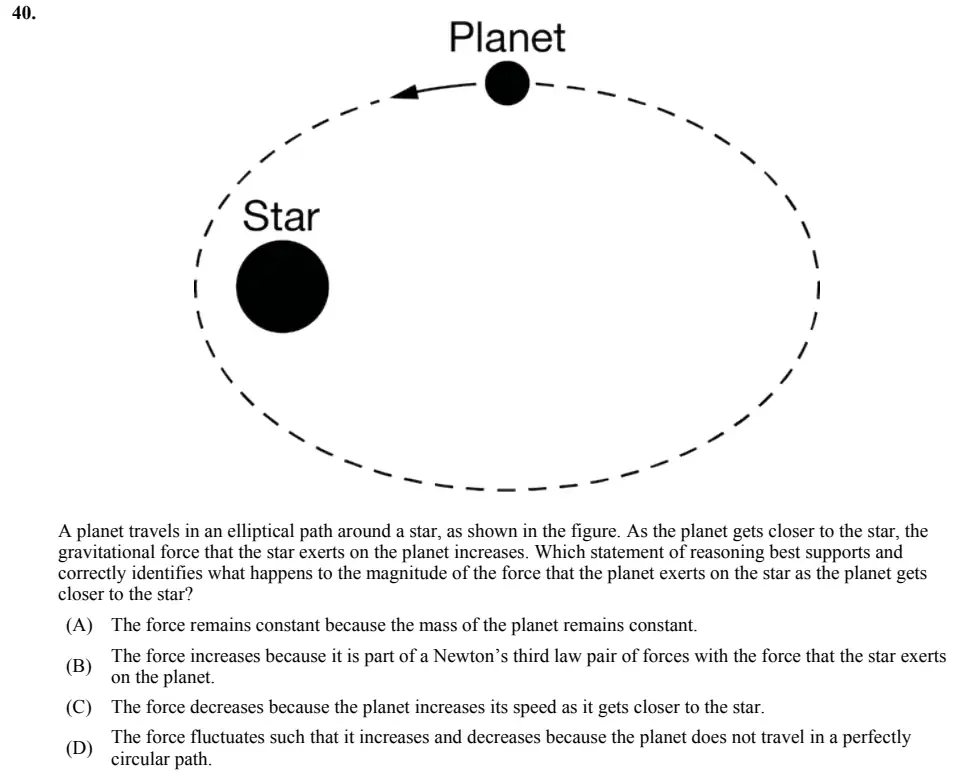 40.
Planet
Star
A planet travels in an elliptical path around a star, as shown in the figure. As the planet gets closer to the star, the
gravitational force that the star exerts on the planet increases. Which statement of reasoning best supports and
correctly identifies what happens to the magnitude of the force that the planet exerts on the star as the planet gets
closer to the star?
(A) The force remains constant because the mass of the planet remains constant.
(B) The force increases because it is part of a Newton’s third law pair of forces with the force that the star exerts
on the planet.
(C) The force decreases because the planet increases its speed as it gets closer to the star.
(D) The force fluctuates such that it increases and decreases because the planet does not travel in a perfectly
circular path.